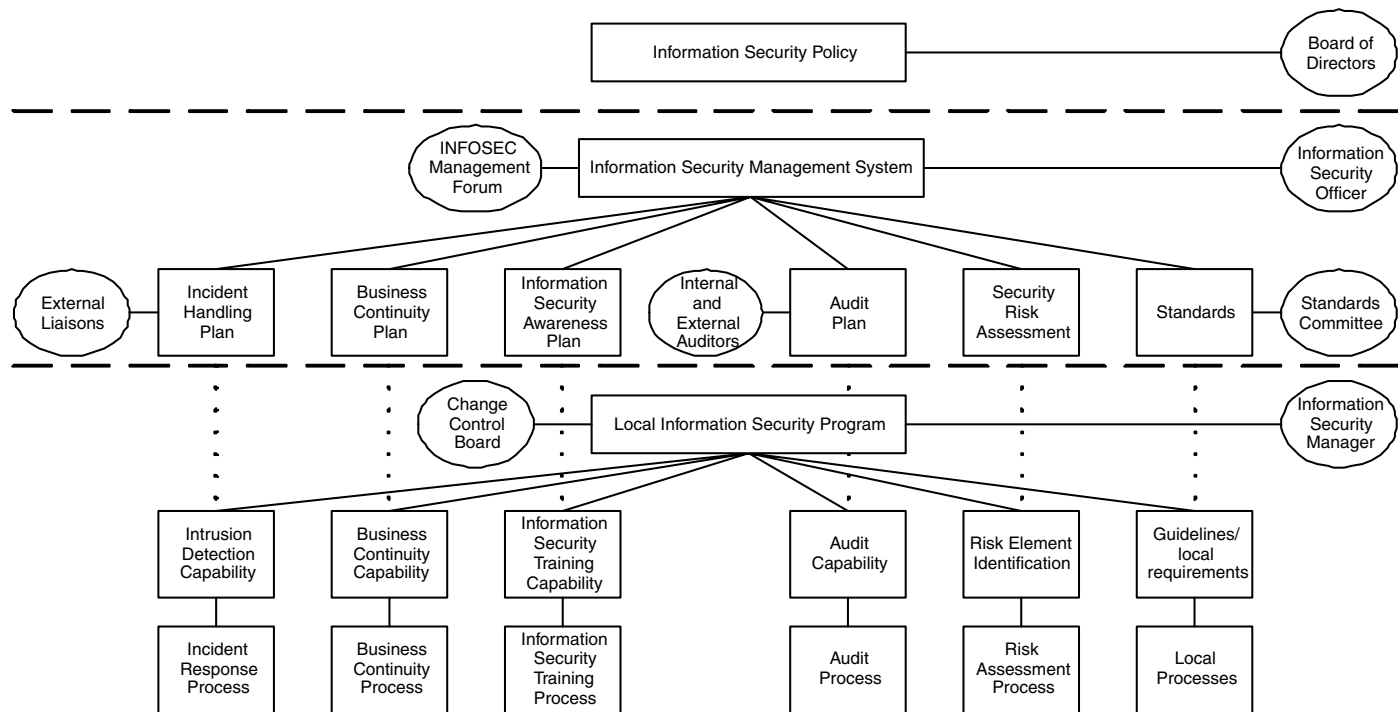 Information Security Policy
Board of
Directors
INFOSEC
Management
Forum
Information Security Management System
Information
Security
Officer
External
Liaisons
Incident
Handling
Plan
Business
Continuity
Plan
Information
Security
Awareness
Plan
Internal
and
External
Auditors
Audit
Plan
Security
Risk
Assessment
Standards
Standards
Committee
Change
Control
Board
Local Information Security Program
Information
Security
Manager
Intrusion
Detection
Capability
Business
Continuity
Capability
Information
Security
Training
Capability
Audit
Capability
Risk Element
Identification
Guidelines/
local
requirements
Incident
Response
Process
Business
Continuity
Process
Information
Security
Training
Process
Audit
Process
Risk
Assessment
Process
Local
Processes